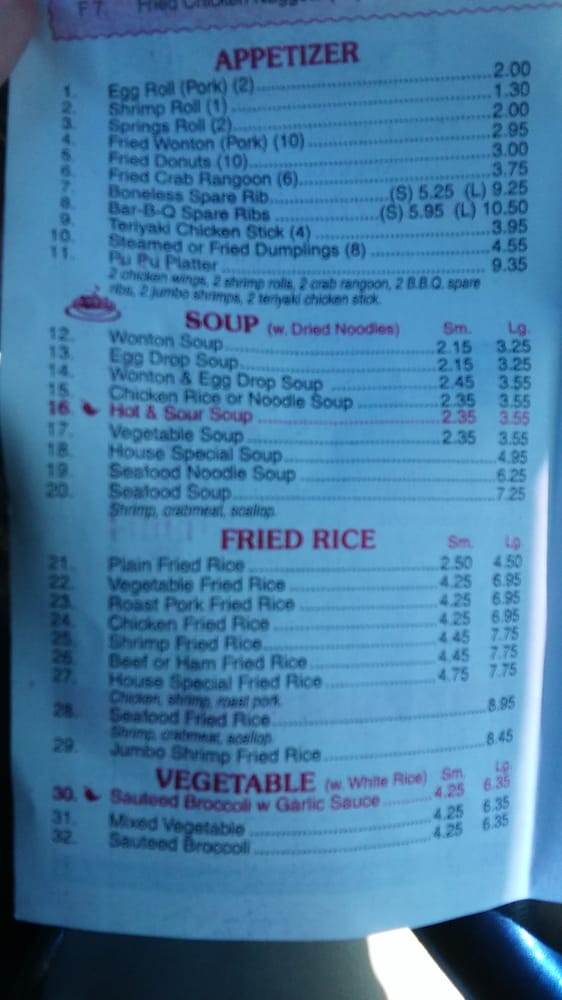 F 7. Fried Chicken
APPETIZER
1. Egg Roll (Pork) (2) 2.00
2. Shrimp Roll (1) 1.30
3. Springs Roll (2) 2.00
4. Fried Wonton (Pork) (10) 2.95
5. Fried Donuts (10) 3.00
6. Fried Crab Rangoon (6) 3.75
7. Boneless Spare Rib (S) 5.25 (L) 9.25
8. Bar-B-Q Spare Ribs (S) 5.95 (L) 10.50
9. Teriyaki Chicken Stick (4) 3.95
10. Steamed or Fried Dumplings (8) 4.55
11. Pu Pu Platter 9.35
2 chicken wings, 2 shrimp rolls, 2 crab rangoon, 2 B.B.Q. spare
ribs, 2 jumbo shrimps, 2 teriyaki chicken stick.
SOUP (w. Dried Noodles) Sm. Lg.
12. Wonton Soup 2.15 3.25
13. Egg Drop Soup 2.15 3.25
14. Wonton & Egg Drop Soup 2.45 3.55
15. Chicken Rice or Noodle Soup 2.35 3.55
16. Hot & Sour Soup 2.35 3.55
17. Vegetable Soup 2.35 3.55
18. House Special Soup 4.95
19. Seafood Noodle Soup 6.25
20. Seafood Soup 7.25
Shrimp, crabmeat, scallop.
FRIED RICE Sm. Lg.
21. Plain Fried Rice 2.50 4.50
22. Vegetable Fried Rice 4.25 6.95
23. Roast Pork Fried Rice 4.25 6.95
24. Chicken Fried Rice 4.25 6.95
25. Shrimp Fried Rice 4.45 7.75
26. Beef or Ham Fried Rice 4.45 7.75
27. House Special Fried Rice 4.75 7.75
Chicken, shrimp, roast pork.
28. Seafood Fried Rice 8.95
Shrimp, crabmeat, scallop.
29. Jumbo Shrimp Fried Rice 8.45
VEGETABLE (w. White Rice) Sm. Lg.
30. Sauteed Broccoli w Garlic Sauce 4.25 6.35
31. Mixed Vegetable 4.25 6.35
32. Sauteed Broccoli 4.25 6.35